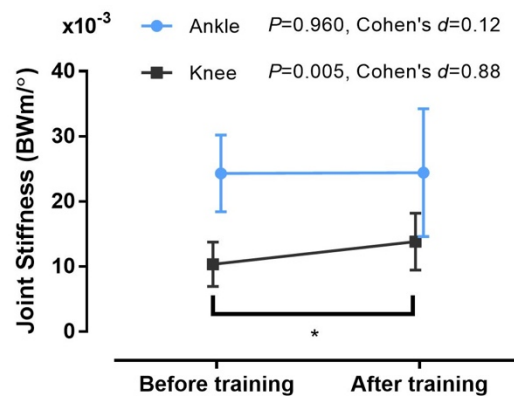 x10-3
Ankle P=0.960, Cohen's d=0.12
Knee P=0.005, Cohen's d=0.88
Joint Stiffness (BWm/°)
40
30
20
10
0
*
Before training After training